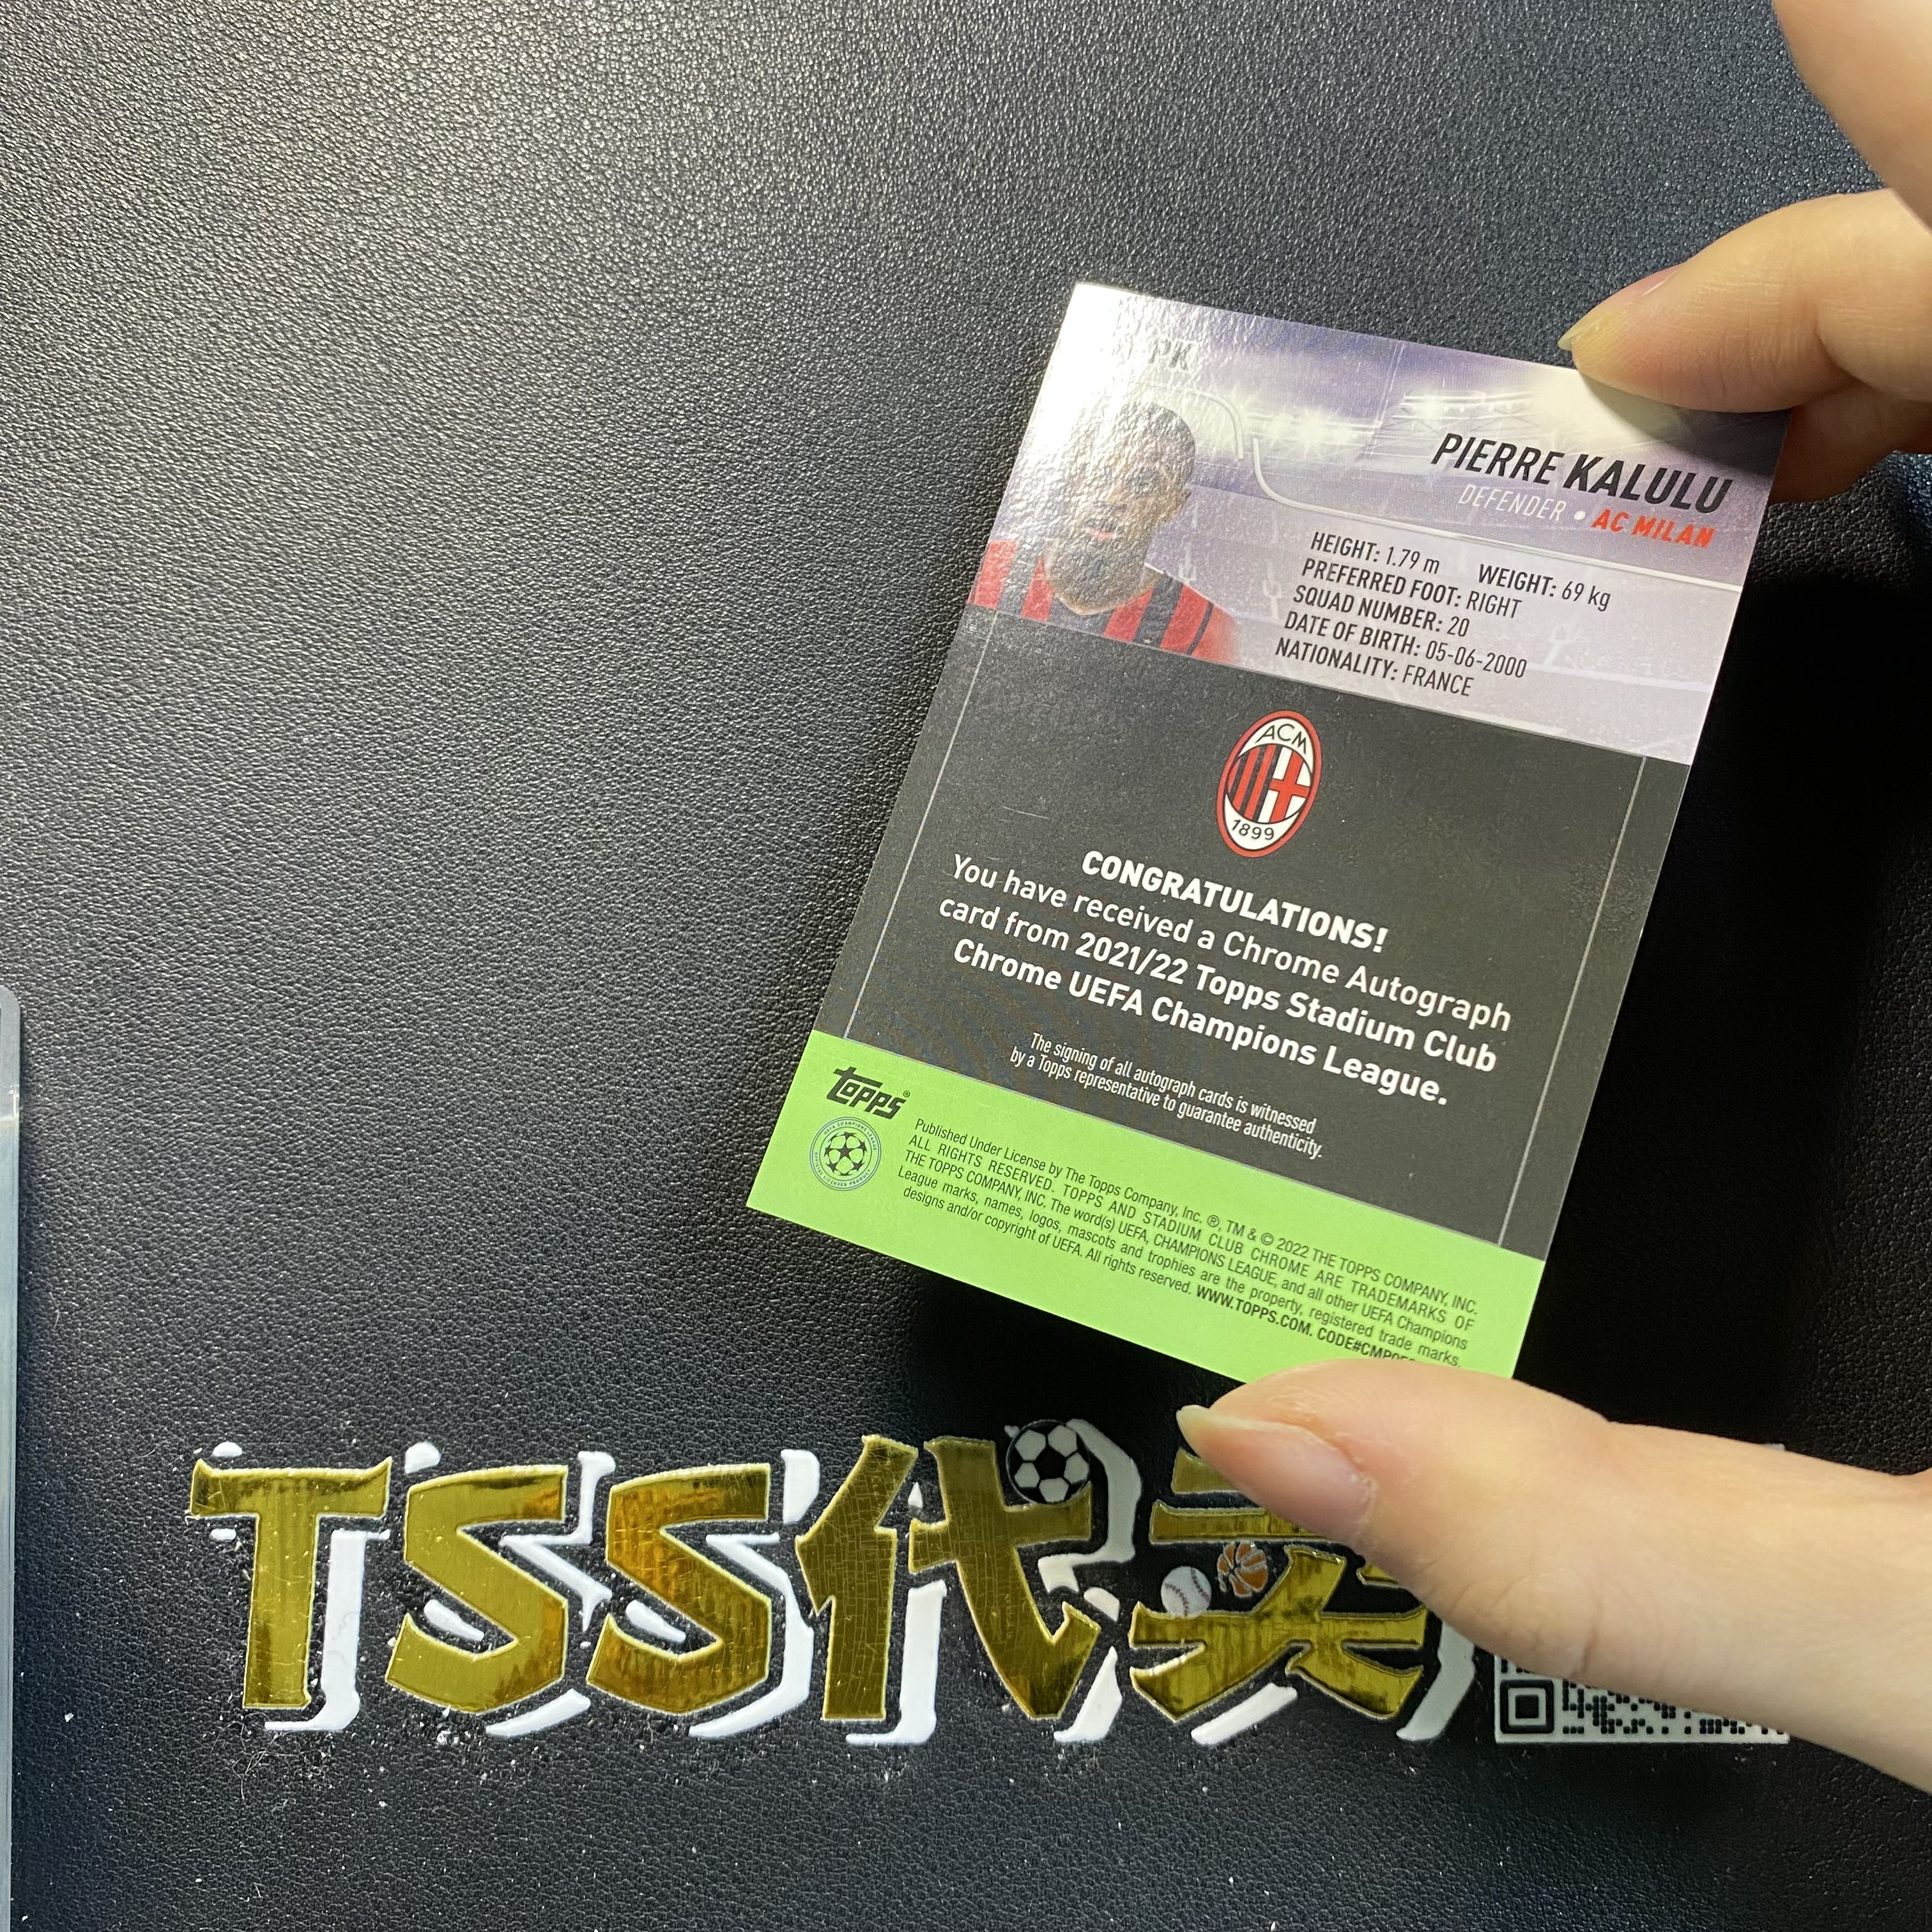 PK
PIERRE KALULU
DEFENDER • AC MILAN
HEIGHT: 1.79 m WEIGHT: 69 kg
PREFERRED FOOT: RIGHT
SQUAD NUMBER: 20
DATE OF BIRTH: 05-06-2000
NATIONALITY: FRANCE
ACM
1899
CONGRATULATIONS!
You have received a Chrome Autograph
card from 2021/22 Topps Stadium Club
Chrome UEFA Champions League.
The signing of all autograph cards is witnessed
by a Topps representative to guarantee authenticity.
topps®
Published Under License by The Topps Company, Inc. ®, TM & © 2022 THE TOPPS COMPANY, INC.
ALL RIGHTS RESERVED. TOPPS AND STADIUM CLUB CHROME ARE TRADEMARKS OF
THE TOPPS COMPANY, INC. The word(s) UEFA, CHAMPIONS LEAGUE, and all other UEFA Champions
League marks, names, logos, mascots and trophies are the property, registered trade marks,
designs and/or copyright of UEFA. All rights reserved. WWW.TOPPS.COM.
TSS代卖